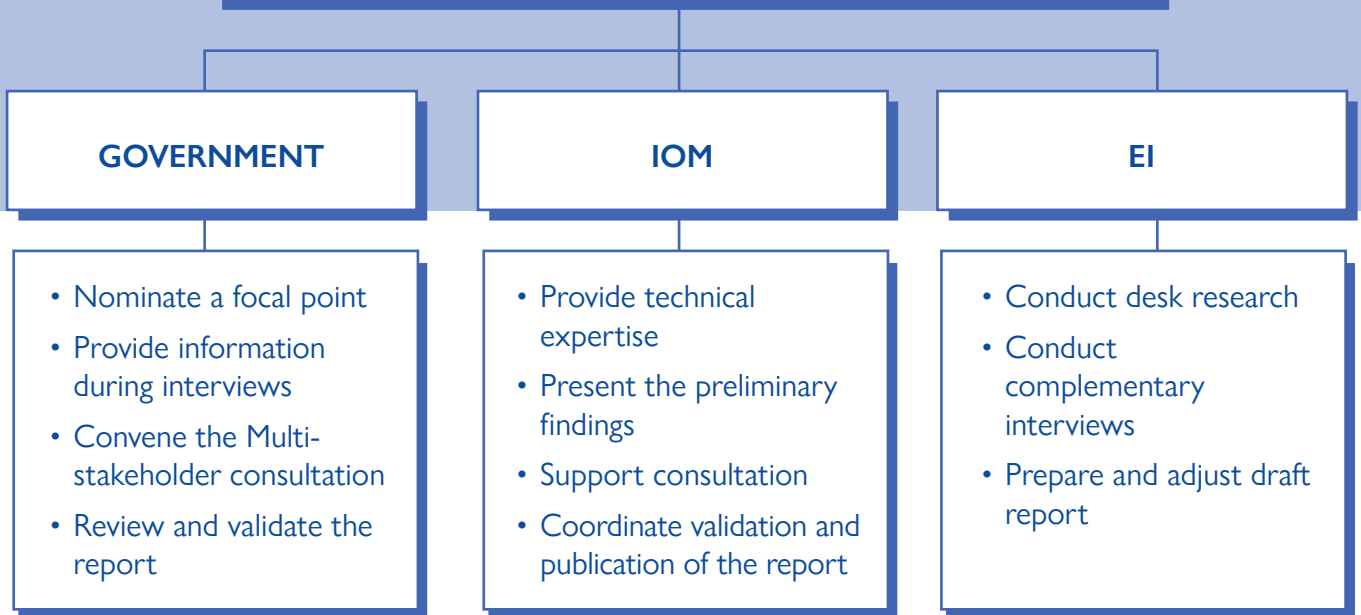 GOVERNMENT
• Nominate a focal point
• Provide information
during interviews
• Convene the Multi-
stakeholder consultation
• Review and validate the
report
IOM
• Provide technical
expertise
• Present the preliminary
findings
• Support consultation
• Coordinate validation and
publication of the report
EI
• Conduct desk research
• Conduct
complementary
interviews
• Prepare and adjust draft
report